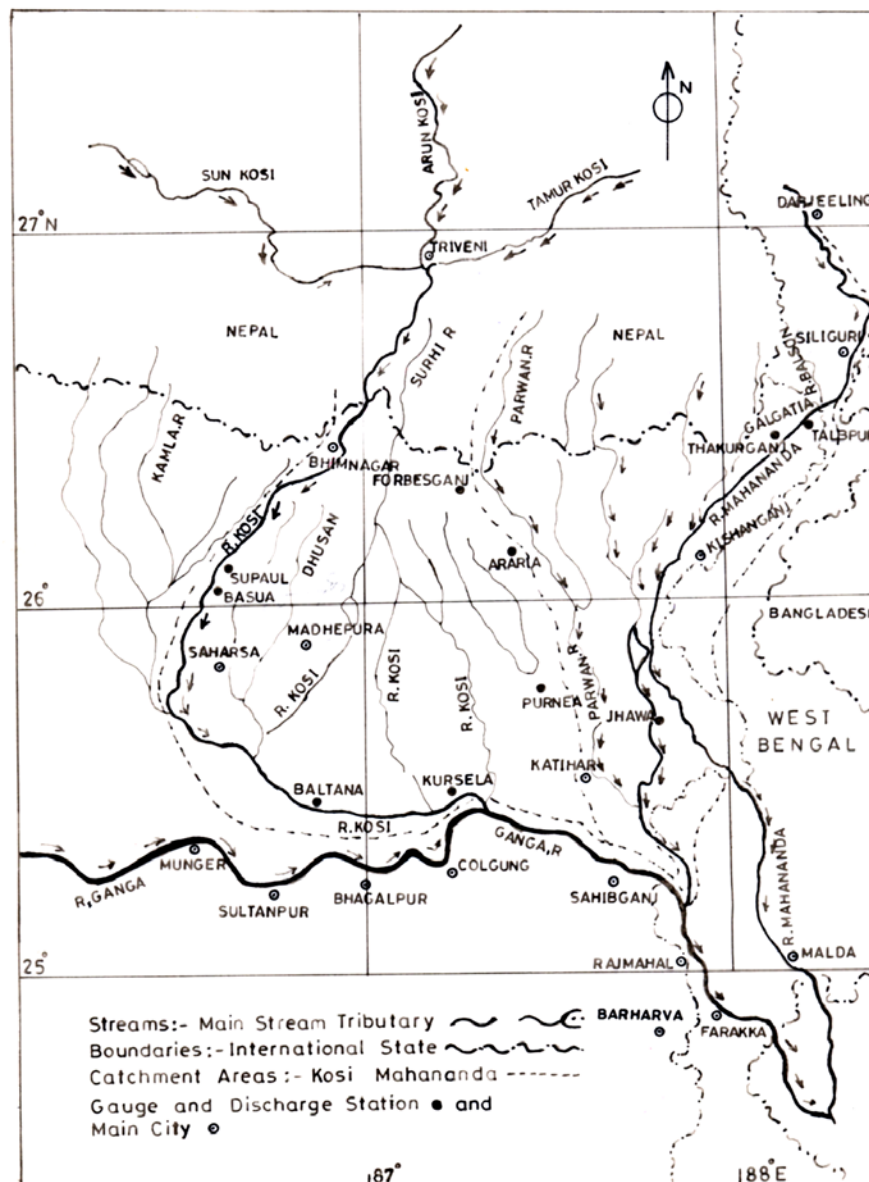 N
ARUN KOSI
SUN KOSI
TAMUR KOSI
DARJEELING
27°N
TRIVENI
NEPAL
SURHI R
PARWAN.R
NEPAL
R.BALSON
SILIGURI
KAMLA.R
GALGATIA
TALBPUR
THAKURGANJ
BHIMNAGAR
FORBESGANJ
R.MAHANANDA
R.KOSI
DHUSAN
KISHANGANJ
ARARIA
SUPAUL
BASUA
26°
BANGLADESH
MADHEPURA
SAHARSA
R. KOSI
R. KOSI
R. KOSI
PARWAN.R
PURNEA
JHAWA
WEST
BENGAL
KATIHAR
KURSELA
BALTANA
R.KOSI
GANGA,R
MUNGER
R,GANGA
COLGUNG
BHAGALPUR
SULTANPUR
SAHIBGANJ
R.MAHANANDA
25°
RAJMAHAL
MALDA
Streams:- Main Stream Tributary
BARHARVA
FARAKKA
Boundaries:- International State
Catchment Areas:- Kosi Mahananda
Gauge and Discharge Station and
Main City
187°
188°E